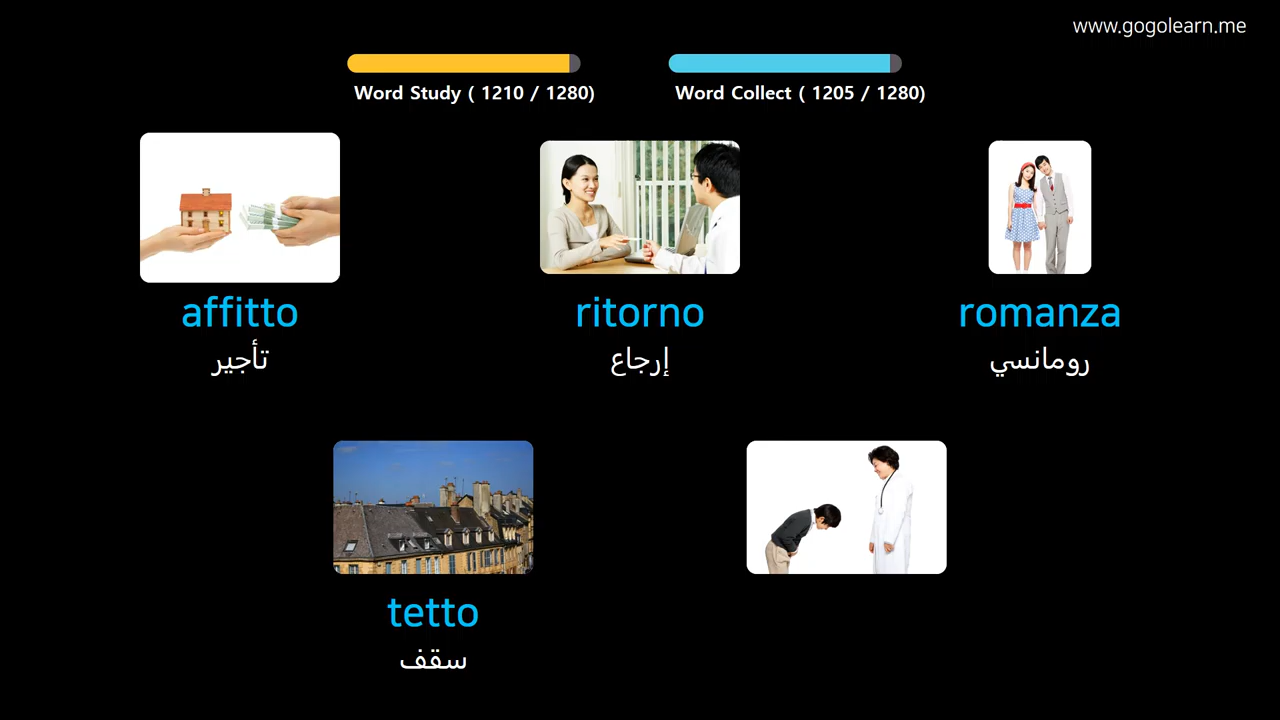 www.gogolearn.me
Word Study ( 1210 / 1280)
Word Collect ( 1205 / 1280)
affitto
تأجير
ritorno
إرجاع
romanza
رومانسي
tetto
سقف